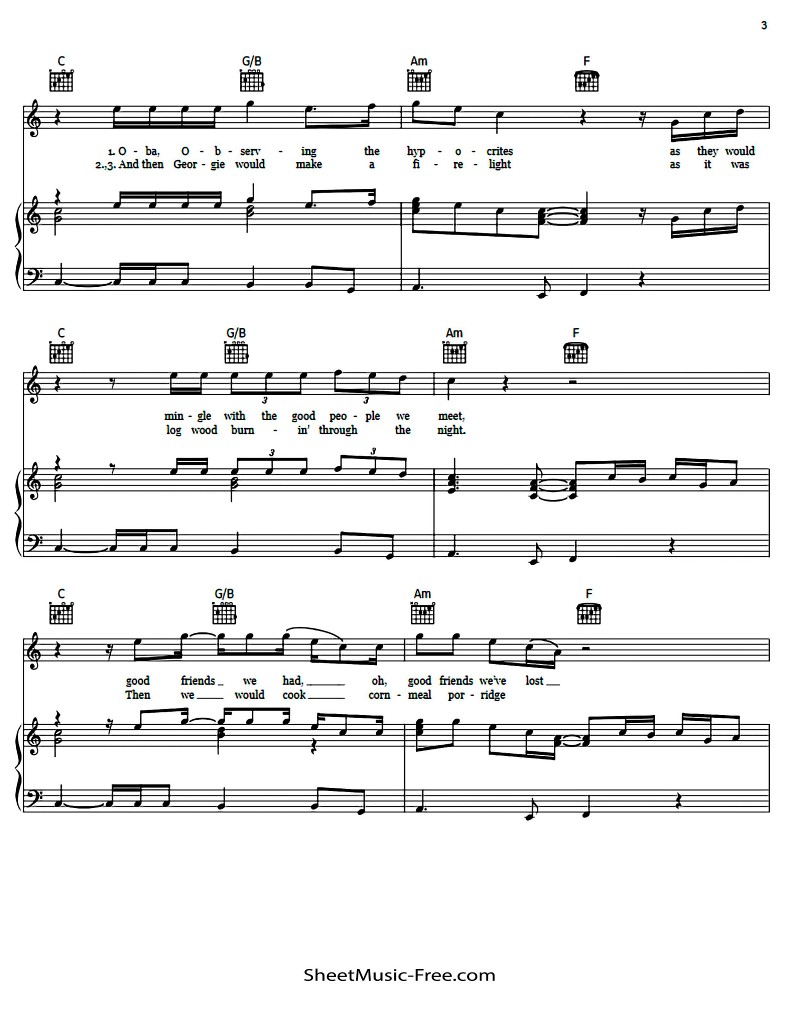 3
C G/B Am F
1. O - ba, O - b - serv - ing the hyp - o - crites as they would
2.,3. And then Geor - gie would make a fi - re - light as it was
C G/B Am F
3 3
min - gle with the good peo - ple we meet,
log wood burn - in' through the night.
3 3
C G/B Am F
good friends _ we had, _ oh, good friends we've lost _
Then we _ would cook _ corn - meal por - ridge
SheetMusic-Free.com